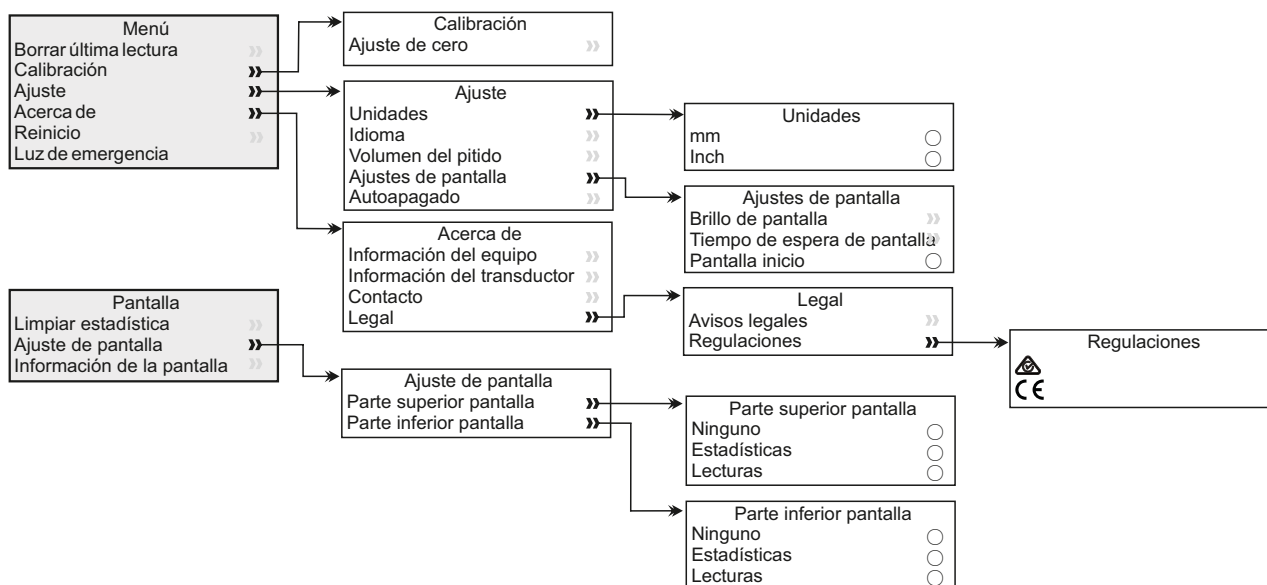 Menú
Borrar última lectura
Calibración
Ajuste
Acerca de
Reinicio
Luz de emergencia
Calibración
Ajuste de cero
Ajuste
Unidades
Idioma
Volumen del pitido
Ajustes de pantalla
Autoapagado
Unidades
mm
Inch
Ajustes de pantalla
Brillo de pantalla
Tiempo de espera de pantalla
Pantalla inicio
Acerca de
Información del equipo
Información del transductor
Contacto
Legal
Legal
Avisos legales
Regulaciones
Regulaciones
CE
Pantalla
Limpiar estadística
Ajuste de pantalla
Información de la pantalla
Ajuste de pantalla
Parte superior pantalla
Parte inferior pantalla
Parte superior pantalla
Ninguno
Estadísticas
Lecturas
Parte inferior pantalla
Ninguno
Estadísticas
Lecturas